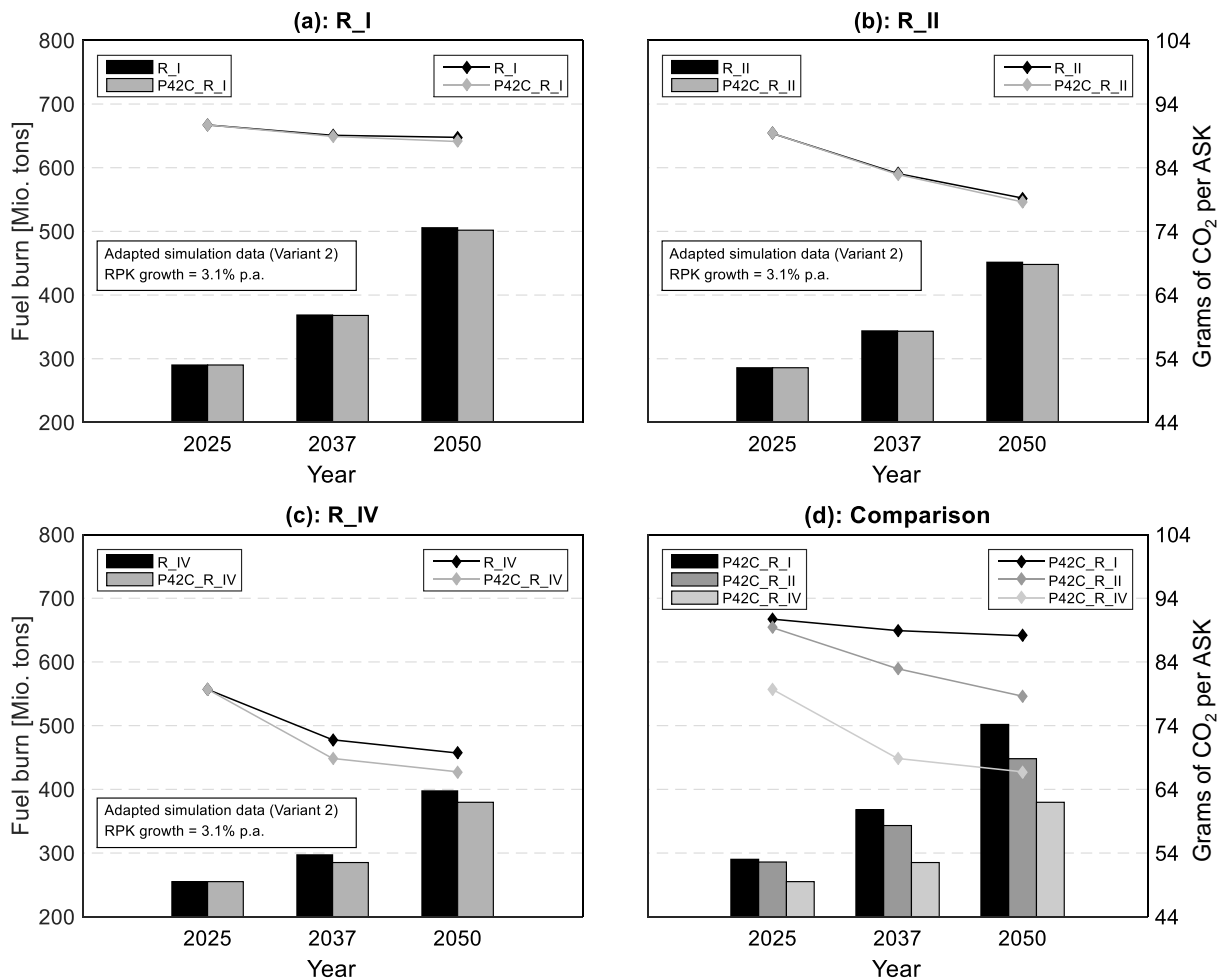 (a): R_I
800
700
600
500
400
300
200
Fuel burn [Mio. tons]
R_I
P42C_R_I
R_I
P42C_R_I
Adapted simulation data (Variant 2)
RPK growth = 3.1% p.a.
2025
2037
2050
Year
(b): R_II
R_II
P42C_R_II
R_II
P42C_R_II
Adapted simulation data (Variant 2)
RPK growth = 3.1% p.a.
104
94
84
74
64
54
44
Grams of CO₂ per ASK
2025
2037
2050
Year
(c): R_IV
800
700
600
500
400
300
200
Fuel burn [Mio. tons]
R_IV
P42C_R_IV
R_IV
P42C_R_IV
Adapted simulation data (Variant 2)
RPK growth = 3.1% p.a.
2025
2037
2050
Year
(d): Comparison
P42C_R_I
P42C_R_II
P42C_R_IV
P42C_R_I
P42C_R_II
P42C_R_IV
104
94
84
74
64
54
44
Grams of CO₂ per ASK
2025
2037
2050
Year